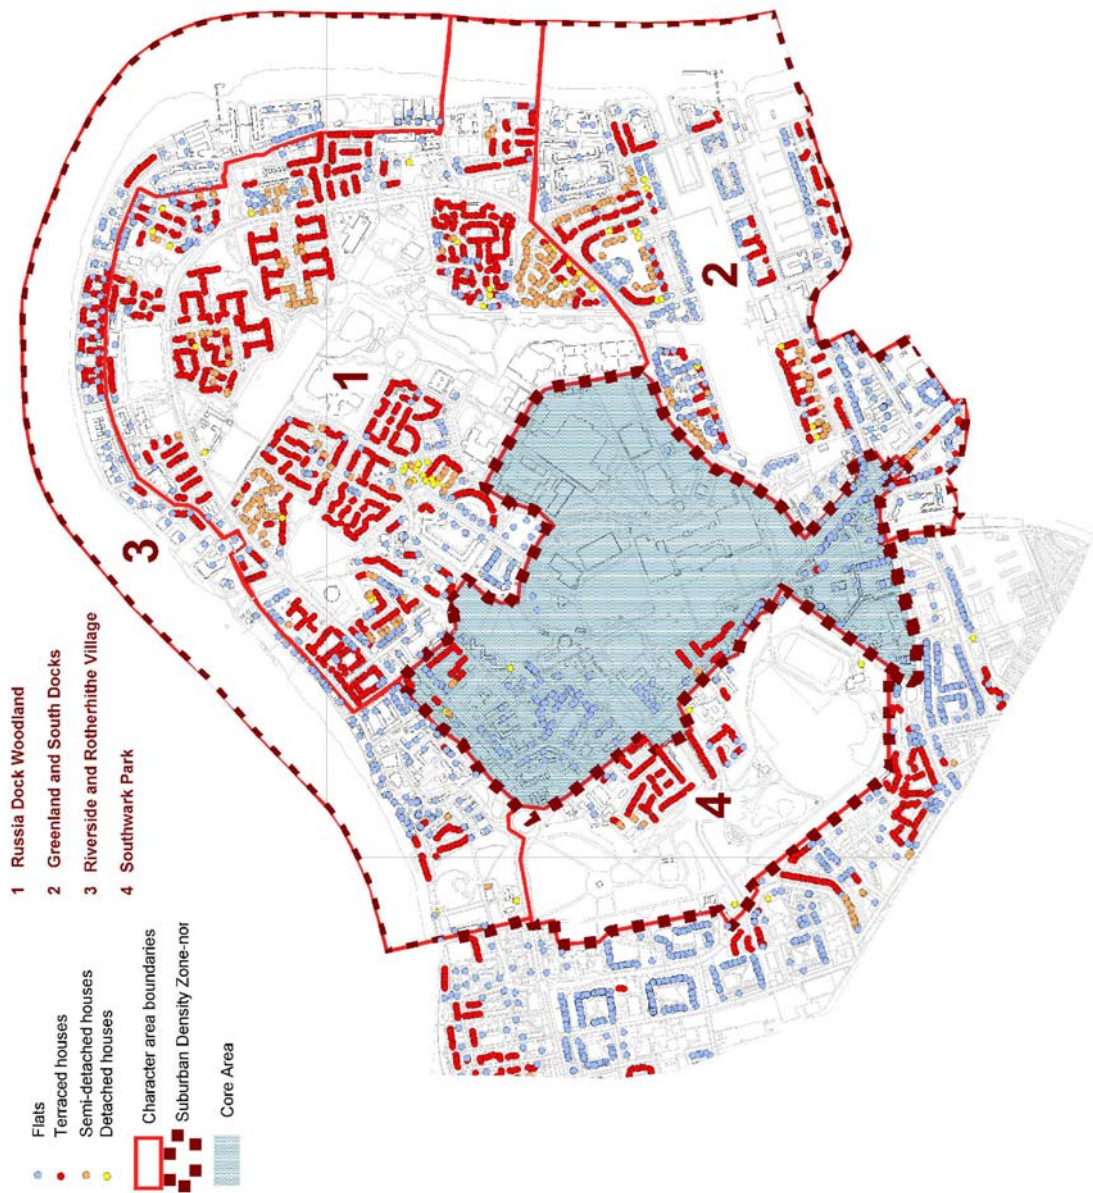 Flats
Terraced houses
Semi-detached houses
Detached houses
Character area boundaries
Suburban Density Zone-nor
Core Area
1 Russia Dock Woodland
2 Greenland and South Docks
3 Riverside and Rotherhithe Village
4 Southwark Park
3
1
2
4